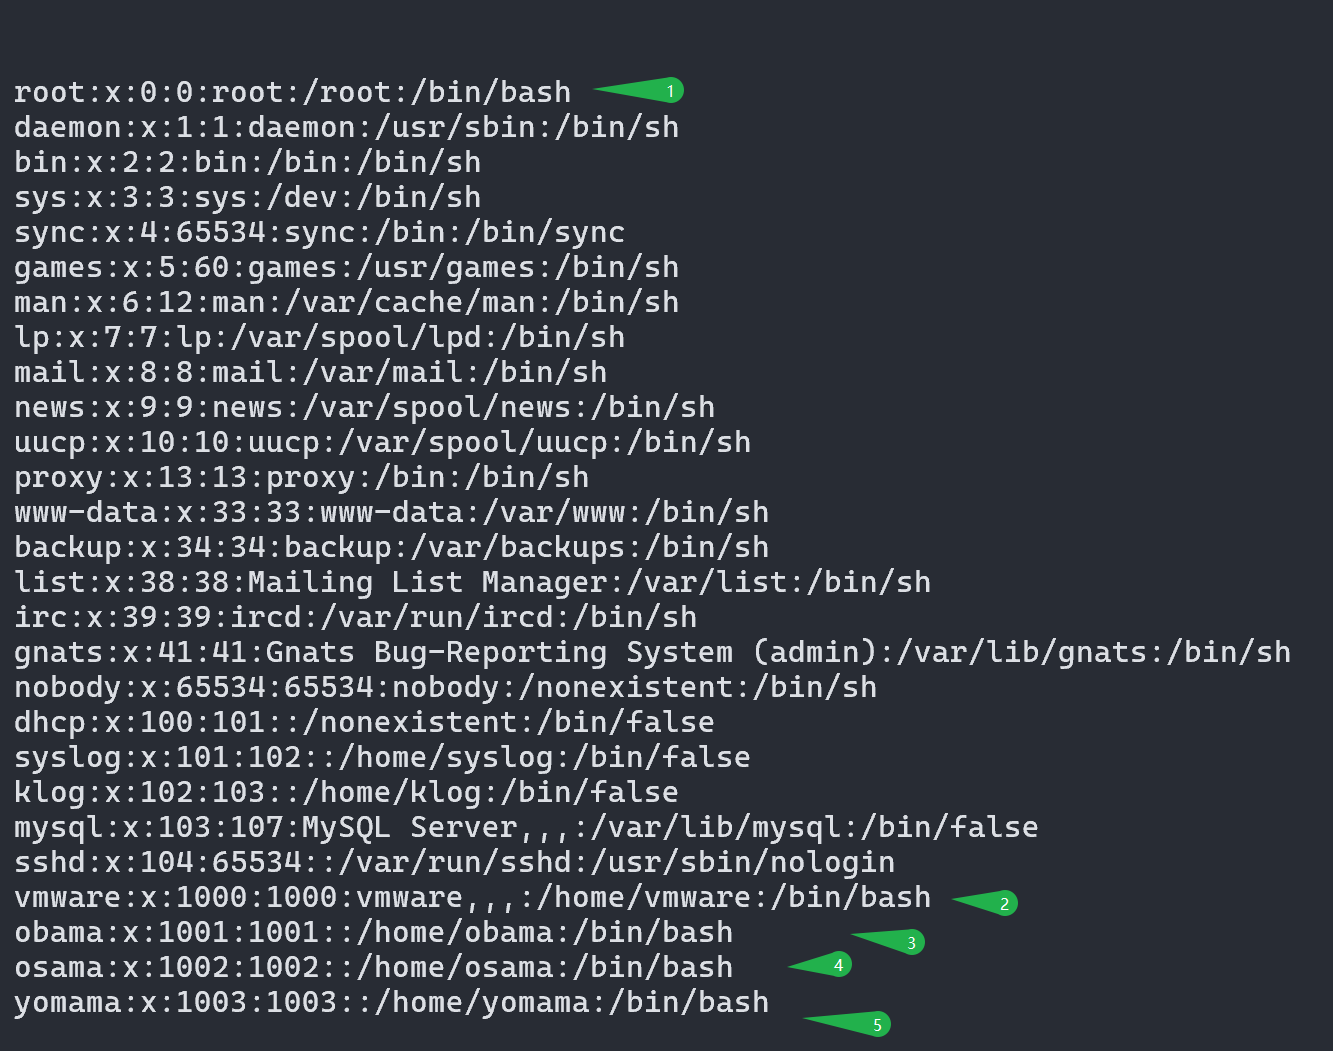 root:x:0:0:root:/root:/bin/bash 1
daemon:x:1:1:daemon:/usr/sbin:/bin/sh
bin:x:2:2:bin:/bin:/bin/sh
sys:x:3:3:sys:/dev:/bin/sh
sync:x:4:65534:sync:/bin:/bin/sync
games:x:5:60:games:/usr/games:/bin/sh
man:x:6:12:man:/var/cache/man:/bin/sh
lp:x:7:7:lp:/var/spool/lpd:/bin/sh
mail:x:8:8:mail:/var/mail:/bin/sh
news:x:9:9:news:/var/spool/news:/bin/sh
uucp:x:10:10:uucp:/var/spool/uucp:/bin/sh
proxy:x:13:13:proxy:/bin:/bin/sh
www-data:x:33:33:www-data:/var/www:/bin/sh
backup:x:34:34:backup:/var/backups:/bin/sh
list:x:38:38:Mailing List Manager:/var/list:/bin/sh
irc:x:39:39:ircd:/var/run/ircd:/bin/sh
gnats:x:41:41:Gnats Bug-Reporting System (admin):/var/lib/gnats:/bin/sh
nobody:x:65534:65534:nobody:/nonexistent:/bin/sh
dhcp:x:100:101::/nonexistent:/bin/false
syslog:x:101:102::/home/syslog:/bin/false
klog:x:102:103::/home/klog:/bin/false
mysql:x:103:107:MySQL Server,,,:/var/lib/mysql:/bin/false
sshd:x:104:65534::/var/run/sshd:/usr/sbin/nologin
vmware:x:1000:1000:vmware,,,:/home/vmware:/bin/bash 2
obama:x:1001:1001::/home/obama:/bin/bash 3
osama:x:1002:1002::/home/osama:/bin/bash 4
yomama:x:1003:1003::/home/yomama:/bin/bash 5